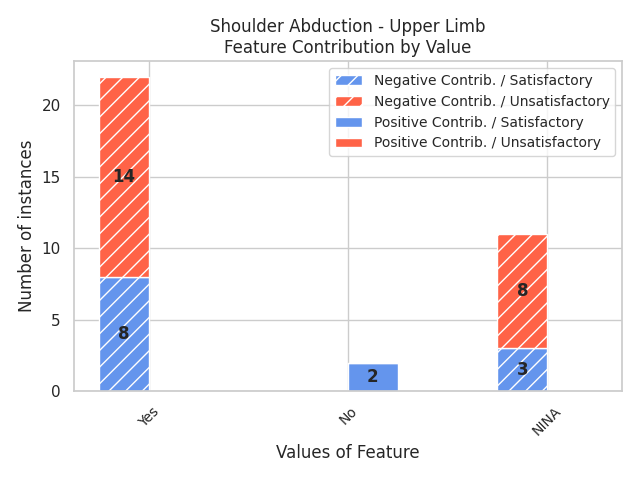 Shoulder Abduction - Upper Limb
Feature Contribution by Value
Negative Contrib. / Satisfactory
Negative Contrib. / Unsatisfactory
Positive Contrib. / Satisfactory
Positive Contrib. / Unsatisfactory
Number of instances
20
15
10
5
0
14
8
2
8
3
Yes
No
NINA
Values of Feature